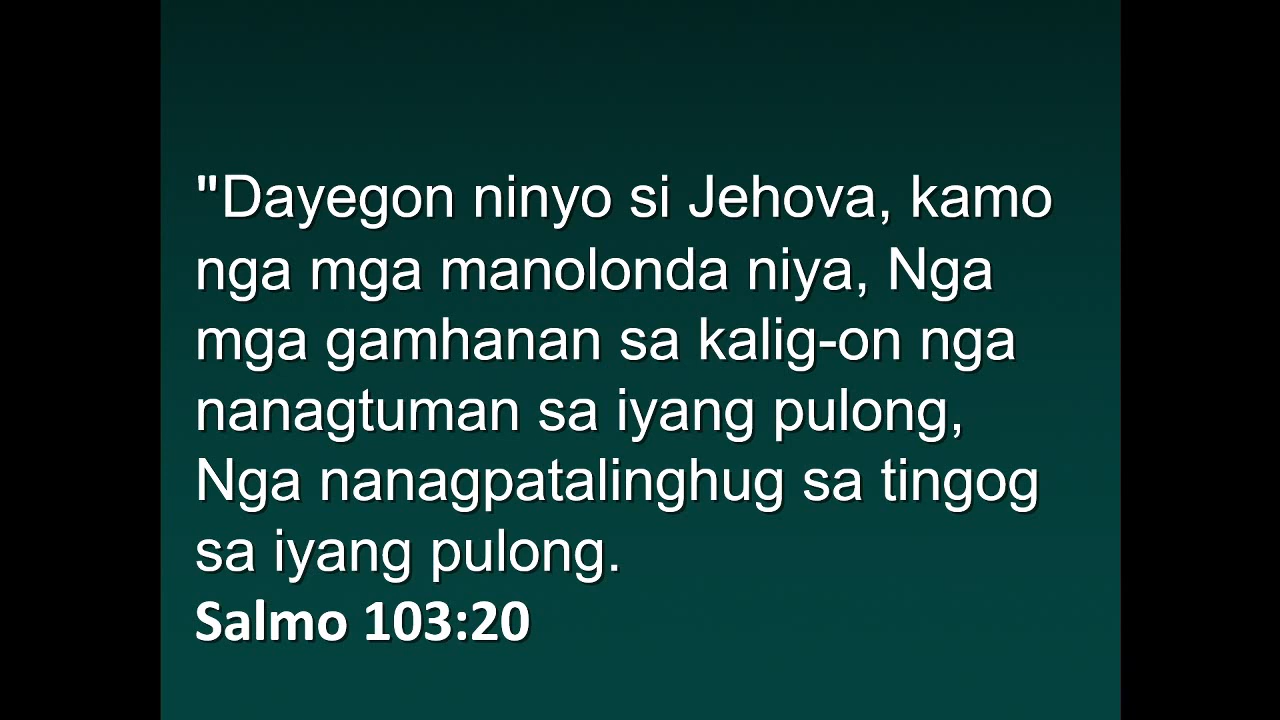 "Dayegon ninyo si Jehova, kamo
nga mga manolonda niya, Nga
mga gamhanan sa kalig-on nga
nanagtuman sa iyang pulong,
Nga nanagpatalinghug sa tingog
sa iyang pulong.
Salmo 103:20